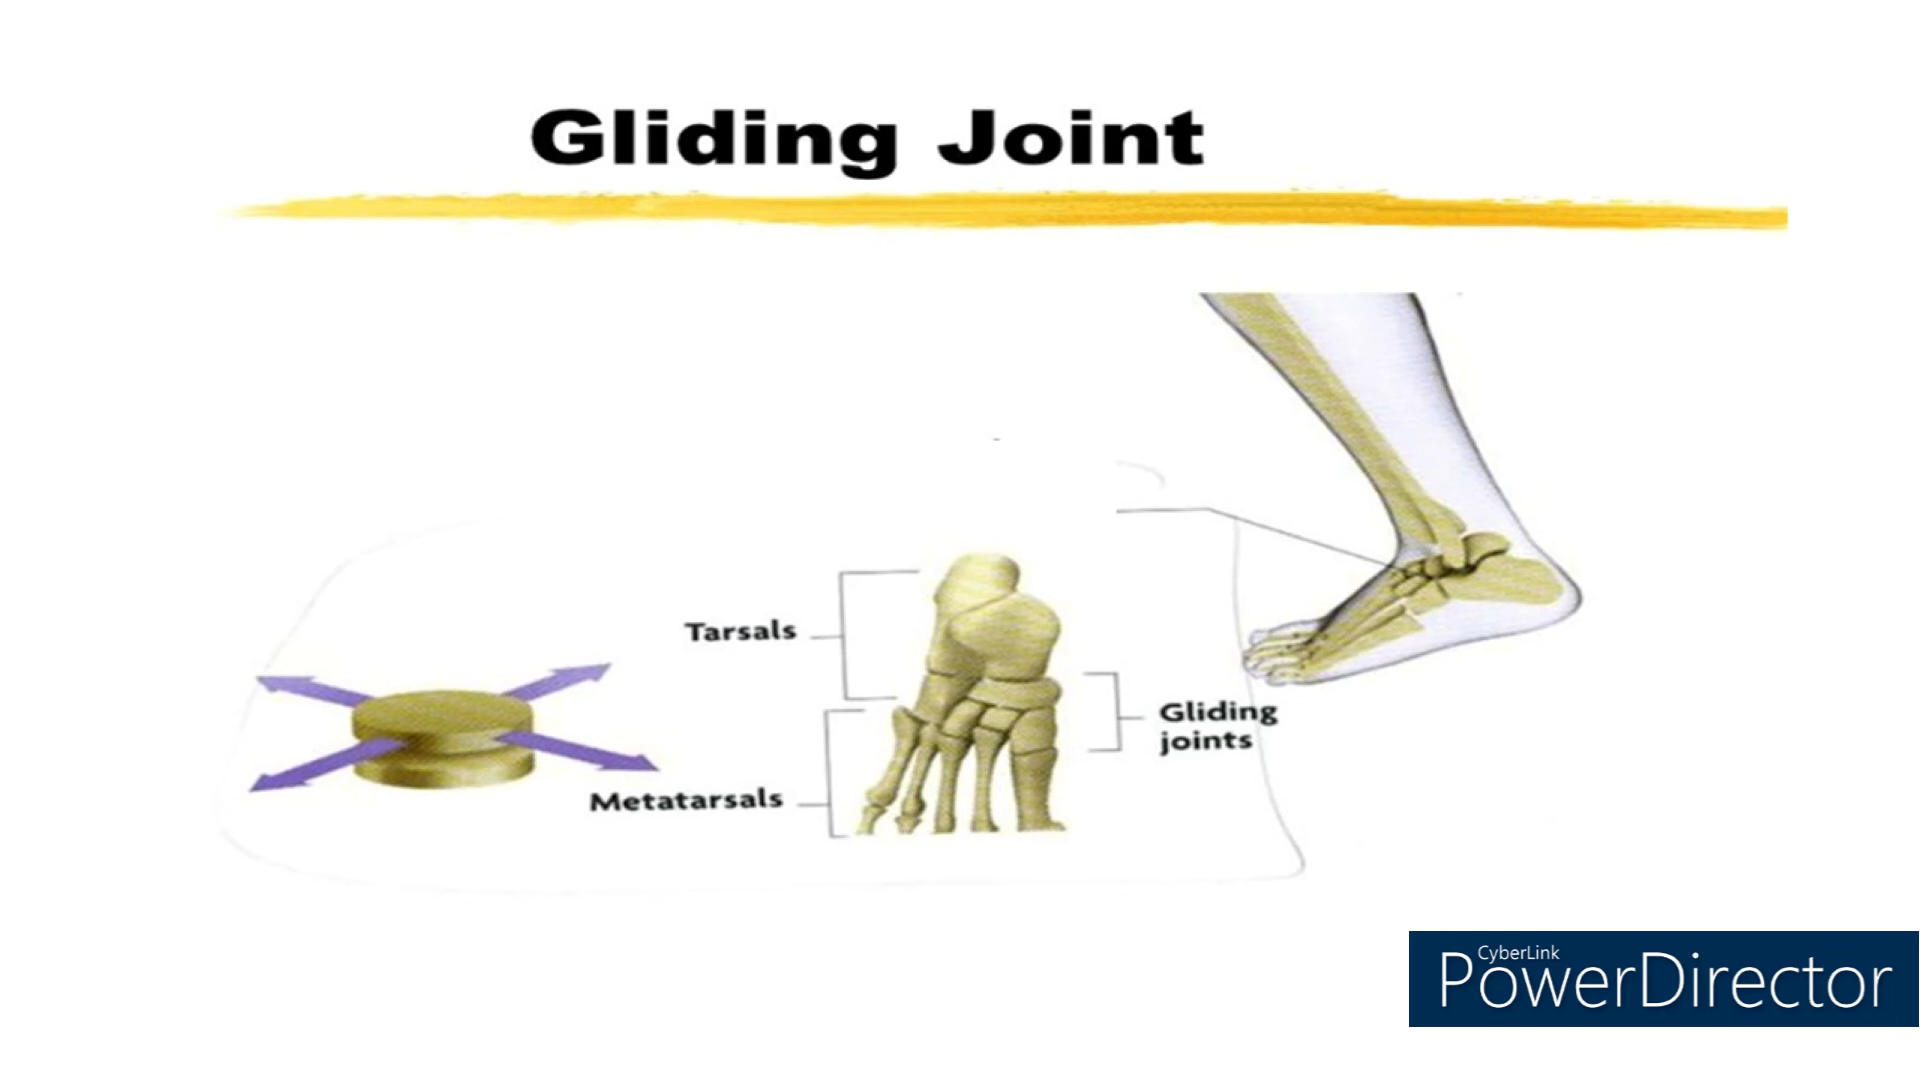 Gliding Joint
Tarsals
Gliding
joints
Metatarsals
CyberLink
PowerDirector